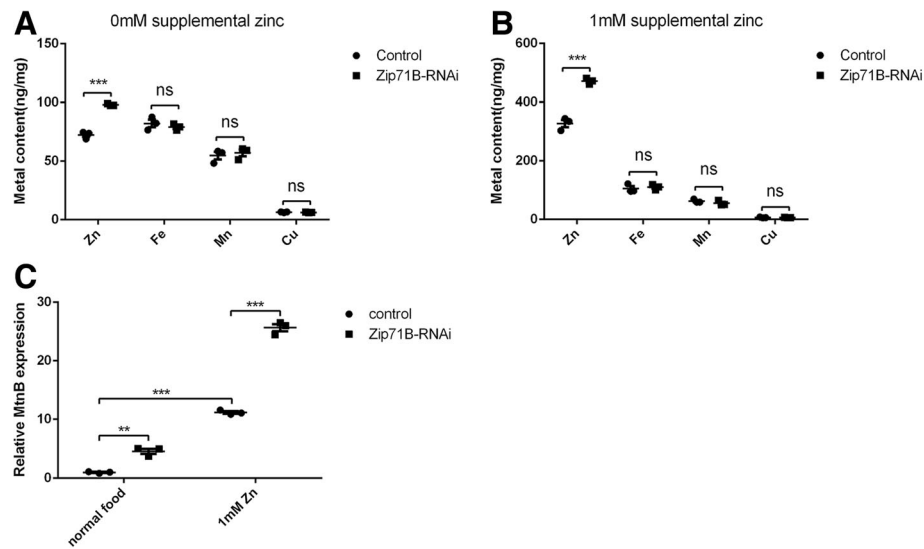 A
0mM supplemental zinc
Metal content(ng/mg)
150
100
50
0
***
ns
ns
ns
Zn
Fe
Mn
Cu
Control
Zip71B-RNAi
B
1mM supplemental zinc
Metal content(ng/mg)
600
400
200
0
***
ns
ns
ns
Zn
Fe
Mn
Cu
Control
Zip71B-RNAi
C
Relative MtnB expression
30
20
10
0
***
***
**
normal food
1mM Zn
control
Zip71B-RNAi